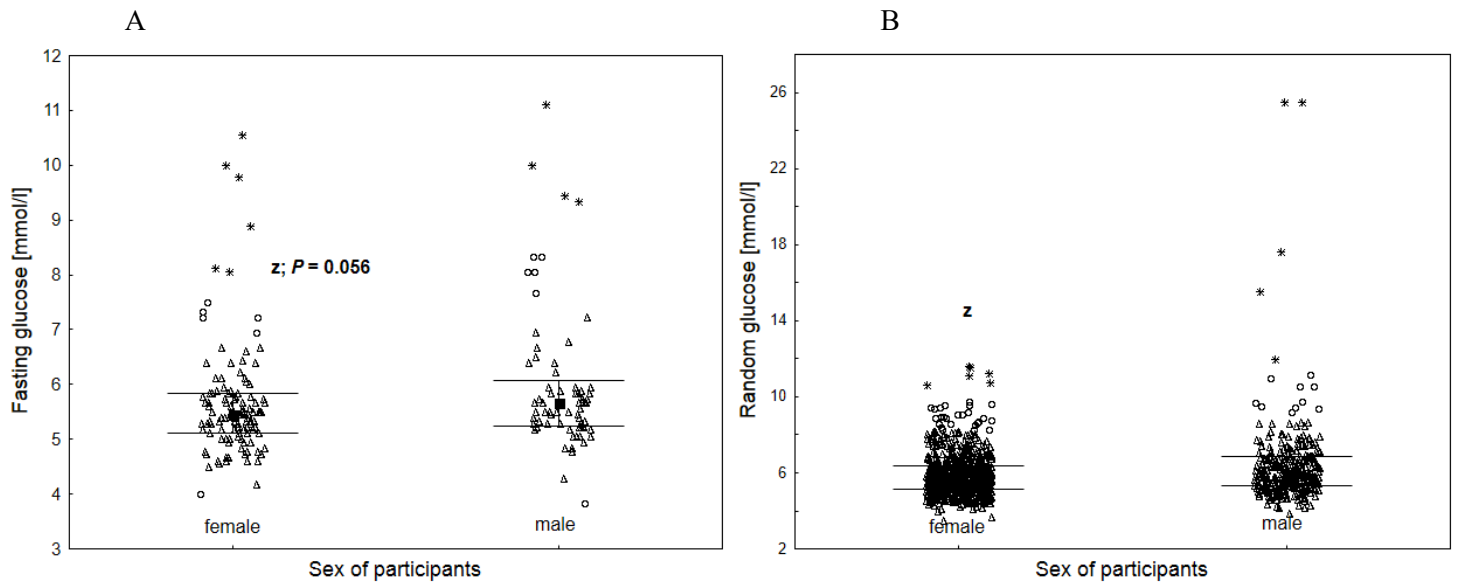 A
Fasting glucose [mmol/l]
12
11
10
9
8
7
6
5
4
3
z; P = 0.056
female
male
Sex of participants
B
Random glucose [mmol/l]
26
22
18
14
10
6
2
z
female
male
Sex of participants